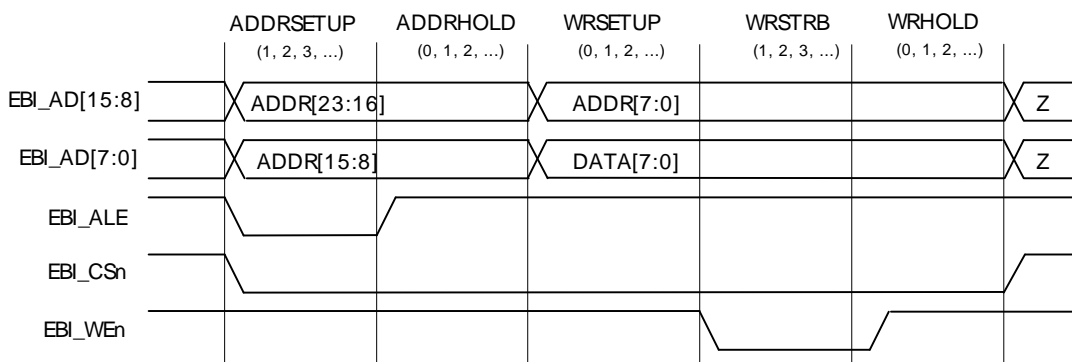 ADDRSETUP ADDRHOLD WRSETUP WRSTRB WRHOLD
(1, 2, 3, ...) (0, 1, 2, ...) (0, 1, 2, ...) (1, 2, 3, ...) (0, 1, 2, ...)
EBI_AD[15:8] ADDR[23:16] ADDR[7:0] Z
EBI_AD[7:0] ADDR[15:8] DATA[7:0] Z
EBI_ALE
EBI_CSn
EBI_WEn